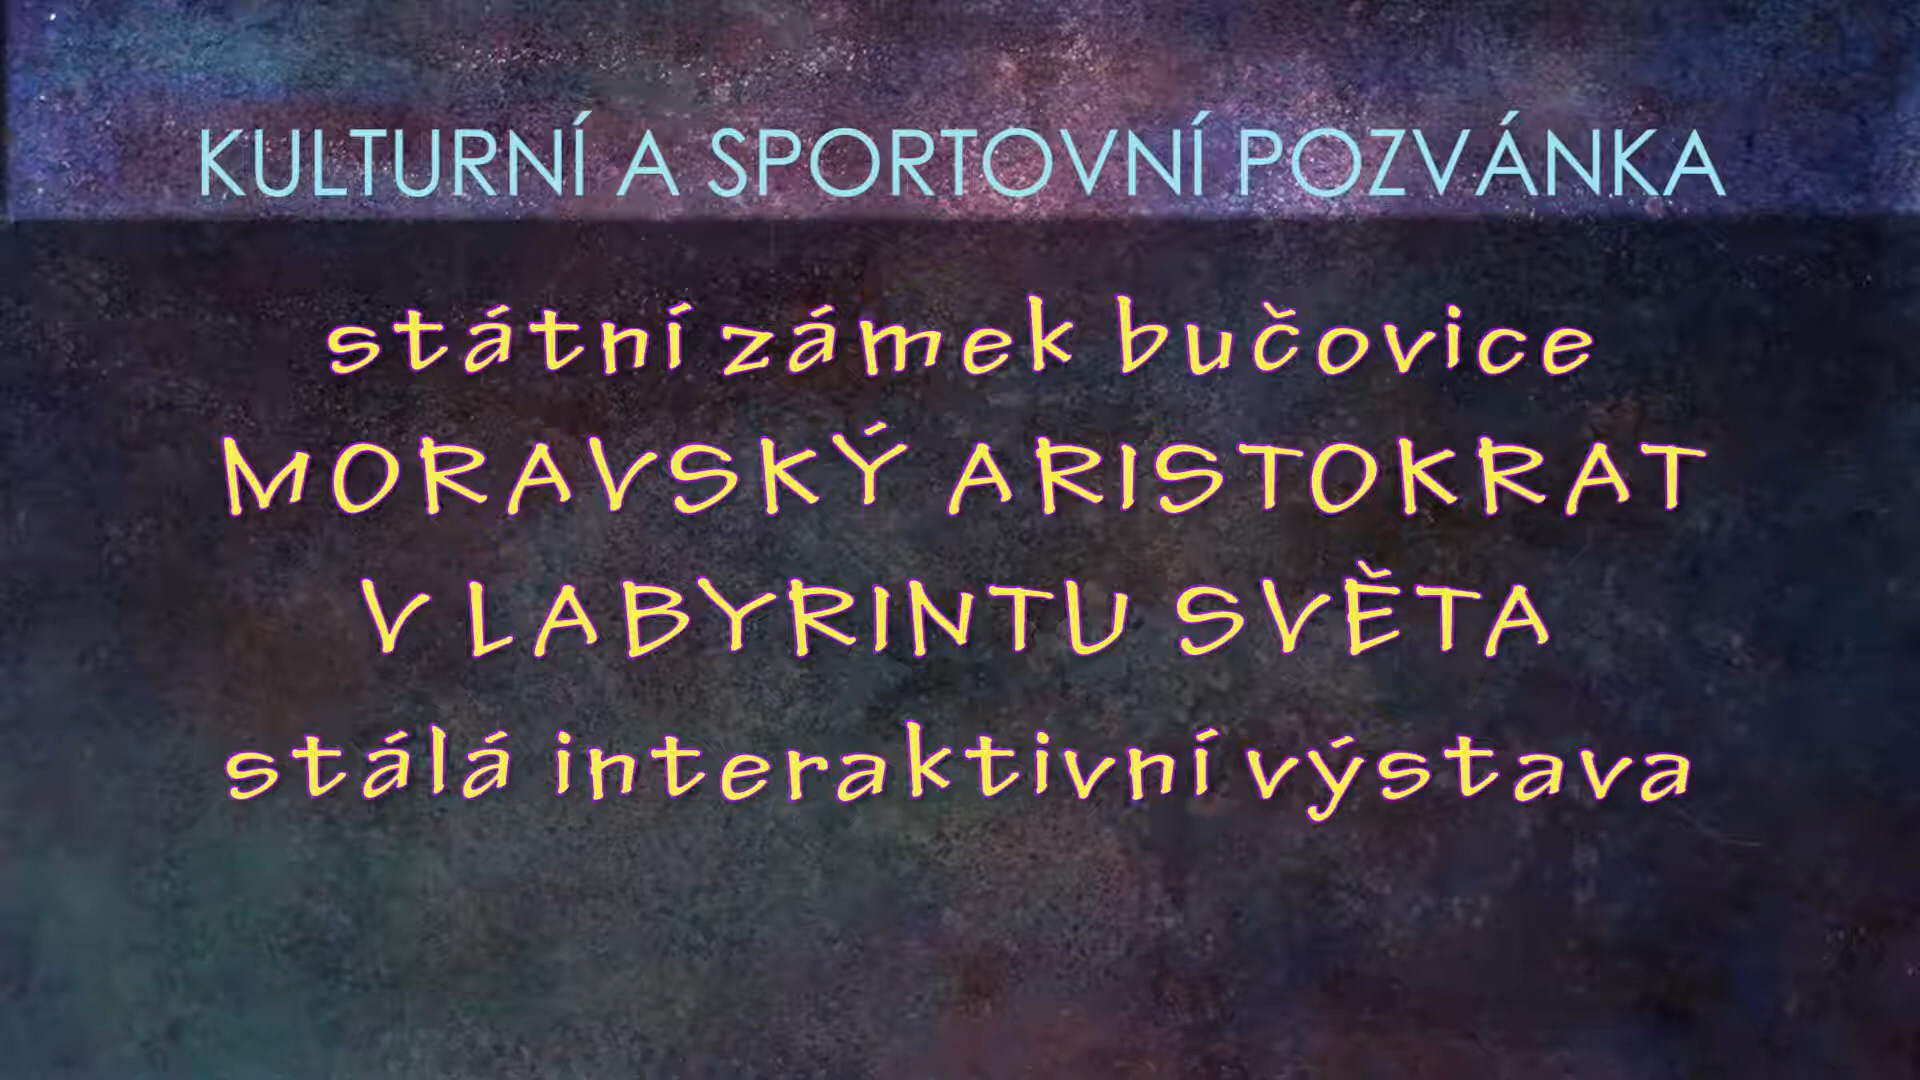 KULTURNÍ A SPORTOVNÍ POZVÁNKA
státní zámek bučovice
MORAVSKÝ ARISTOKRAT
V LABYRINTU SVĚTA
stálá interaktivní výstava